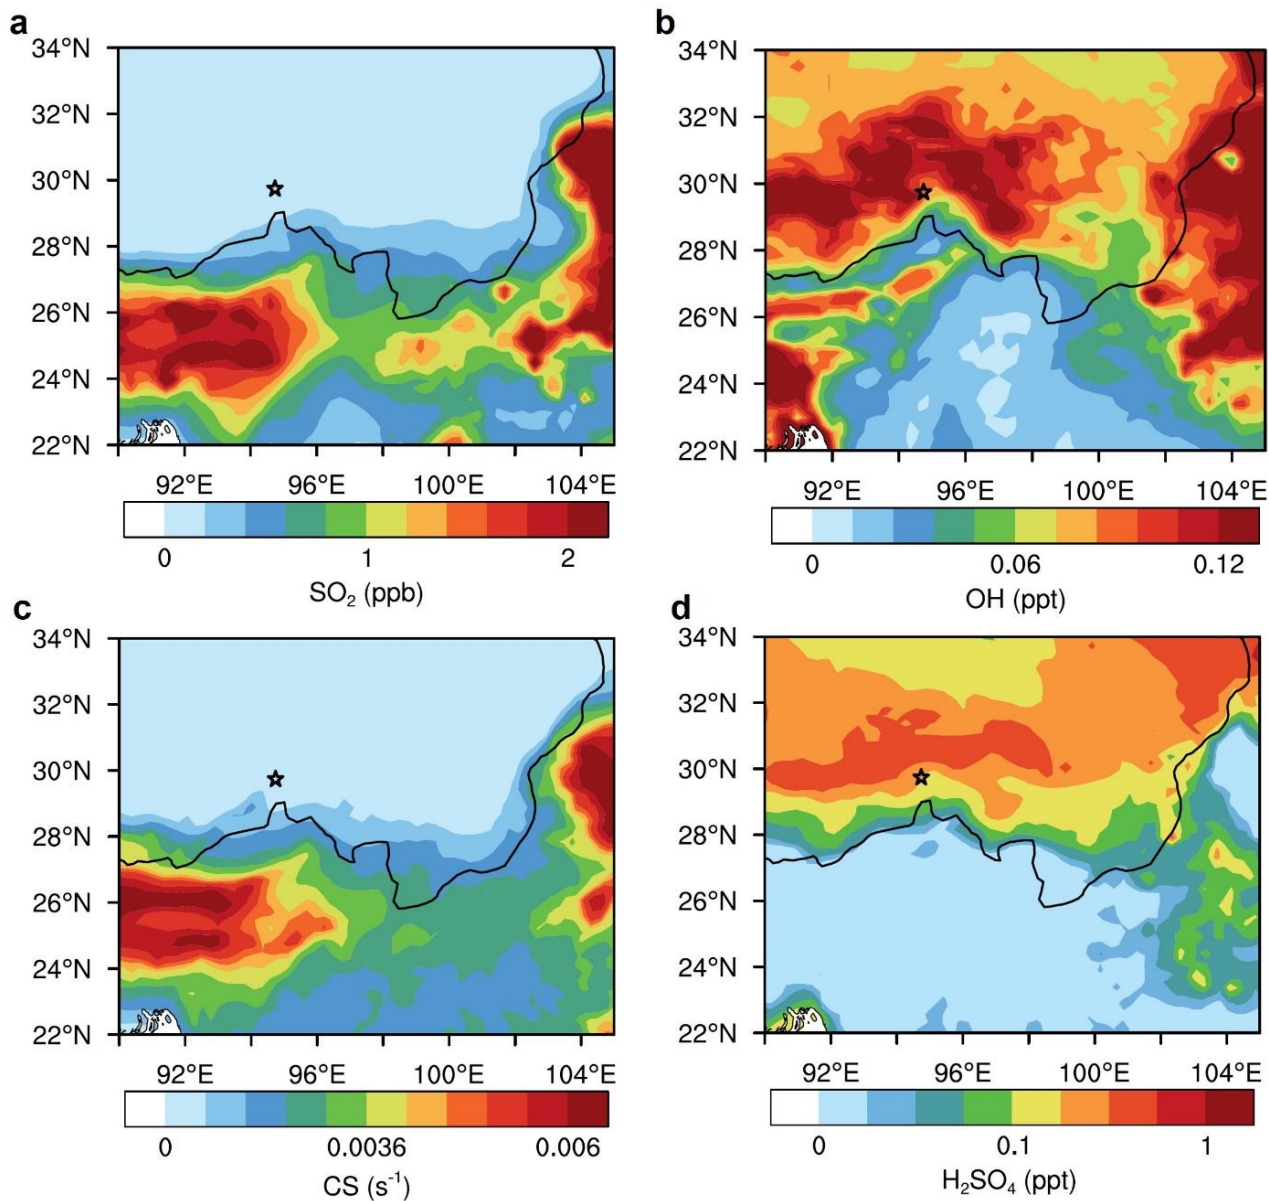 a
34°N
32°N
30°N
28°N
26°N
24°N
22°N
92°E 96°E 100°E 104°E
0 1 2
SO₂ (ppb)
b
34°N
32°N
30°N
28°N
26°N
24°N
22°N
92°E 96°E 100°E 104°E
0 0.06 0.12
OH (ppt)
c
34°N
32°N
30°N
28°N
26°N
24°N
22°N
92°E 96°E 100°E 104°E
0 0.0036 0.006
CS (s⁻¹)
d
34°N
32°N
30°N
28°N
26°N
24°N
22°N
92°E 96°E 100°E 104°E
0 0.1 1
H₂SO₄ (ppt)